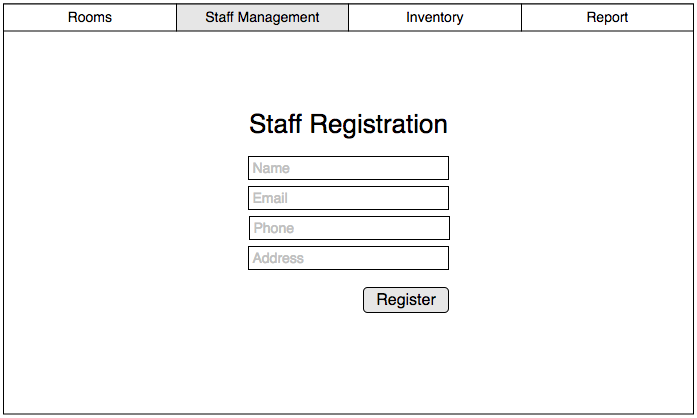 Rooms Staff Management Inventory Report
Staff Registration
Name
Email
Phone
Address
Register